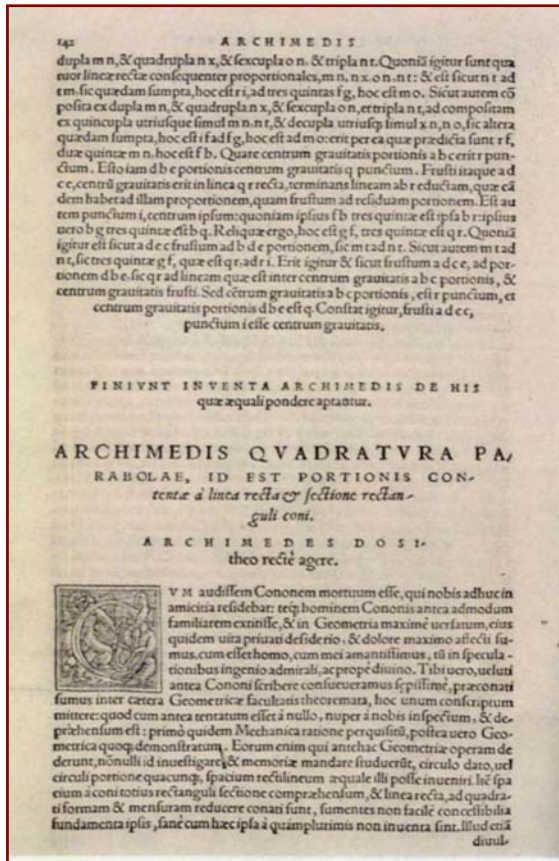 142 ARCHIMEDIS
dupla m n, & quadrupla n x, & sexcupla o n. & tripla n t. Quoniã igitur sunt qua
tuor lineæ rectæ consequenter proportionales, m n, n x. o n. n t: & est sicut n t ad
t m, sic quædam sumpta, hoc est r i, ad tres quintas f g, hoc est m o. Sicut autem cõ
posita ex dupla m n, & quadrupla n x, & sexcupla o n, et tripla n t, ad compositam
ex quincupla utriusque simul m n. n t, & decupla utriusq; simul x n, n o, sic altera
quædam sumpta, hoc est i f ad f g, hoc est ad m o: erit per ea quæ prædicta sunt r f,
duæ quintæ m n. hoc est f b. Quare centrum grauitatis portionis a b c erit r pun-
ctum. Esto iam d b e portionis centrum grauitatis q punctum. Frusti itaque a d
c e, centrũ grauitatis erit in linea q r recta, terminans lineam ab r eductam, quæ eã
dem habet ad illam proportionem, quam frustum ad residuam portionem. Est au
tem punctum i, centrum ipsum: quoniam ipsius f b tres quintæ est ipsa b r: ipsius
uero b g tres quintæ est b q. Reliquæ ergo, hoc est g f, tres quintæ est q r. Quoniã
igitur est sicut a d e c frustum ad b d e portionem, sic m t ad n t. Sicut autem m t ad
n t, sic tres quintæ g f, quæ est q r. ad r i. Erit igitur & sicut frustum a d c e, ad por-
tionem d b e. sic q r ad lineam quæ est inter centrum grauitatis a b c portionis, &
centrum grauitatis frusti. Sed cẽtrum grauitatis a b c portionis, est r punctum, et
centrum grauitatis portionis d b e est q. Constat igitur, frusti a d e c,
punctum i esse centrum grauitatis.
FINIVNT INVENTA ARCHIMEDIS DE HIS
quæ æquali pondere aptantur.
ARCHIMEDIS QVADRATVRA PA-
RABOLAE, ID EST PORTIONIS CON-
tentæ à linea recta & sectione rectan-
guli coni.
ARCHIMEDES DOSI-
theo rectè agere.
CVM audissem Cononem mortuum esse, qui nobis adhuc in
amicitia residebat: teq; hominem Cononis antea admodum
familiarem extitisse, & in Geometria maximè uersatum, eius
quidem uita priuati desiderio, & dolore maximo affecti su-
mus, cum esset homo, cum mei amantissimus, tũ in specula-
tionibus ingenio admirali, ac propè diuino. Tibi uero, ueluti
antea Cononi scribere consueueramus sæpissimè, præconati
sumus inter cætera Geometricæ facultatis theoremata, hoc unum conscriptum
mittere: quod cum antea tentatum esset à nullo, nuper à nobis inspectum, & de-
præhensum est: primò quidem Mechanica ratione perquisitũ, postea uero Geo-
metrica quoq; demonstratum. Eorum enim qui antehac Geometriæ operam de
derunt, nõnulli id inuestigare, & memoriæ mandare studuerũt, circulo dato, uel
circuli portione quacunq;, spacium rectilineum æquale illi posse inueniri. Itẽ spa
cium à coni totius rectanguli sectione compræhensum, & linea recta, ad quadra-
ti formam & mensuram reducere conati sunt, sumentes non facilè concessibilia
fundamenta ipsis, fanè cum hæc ipsa à quàmplurimis non inuenta sint. Illud etiã
diuul-